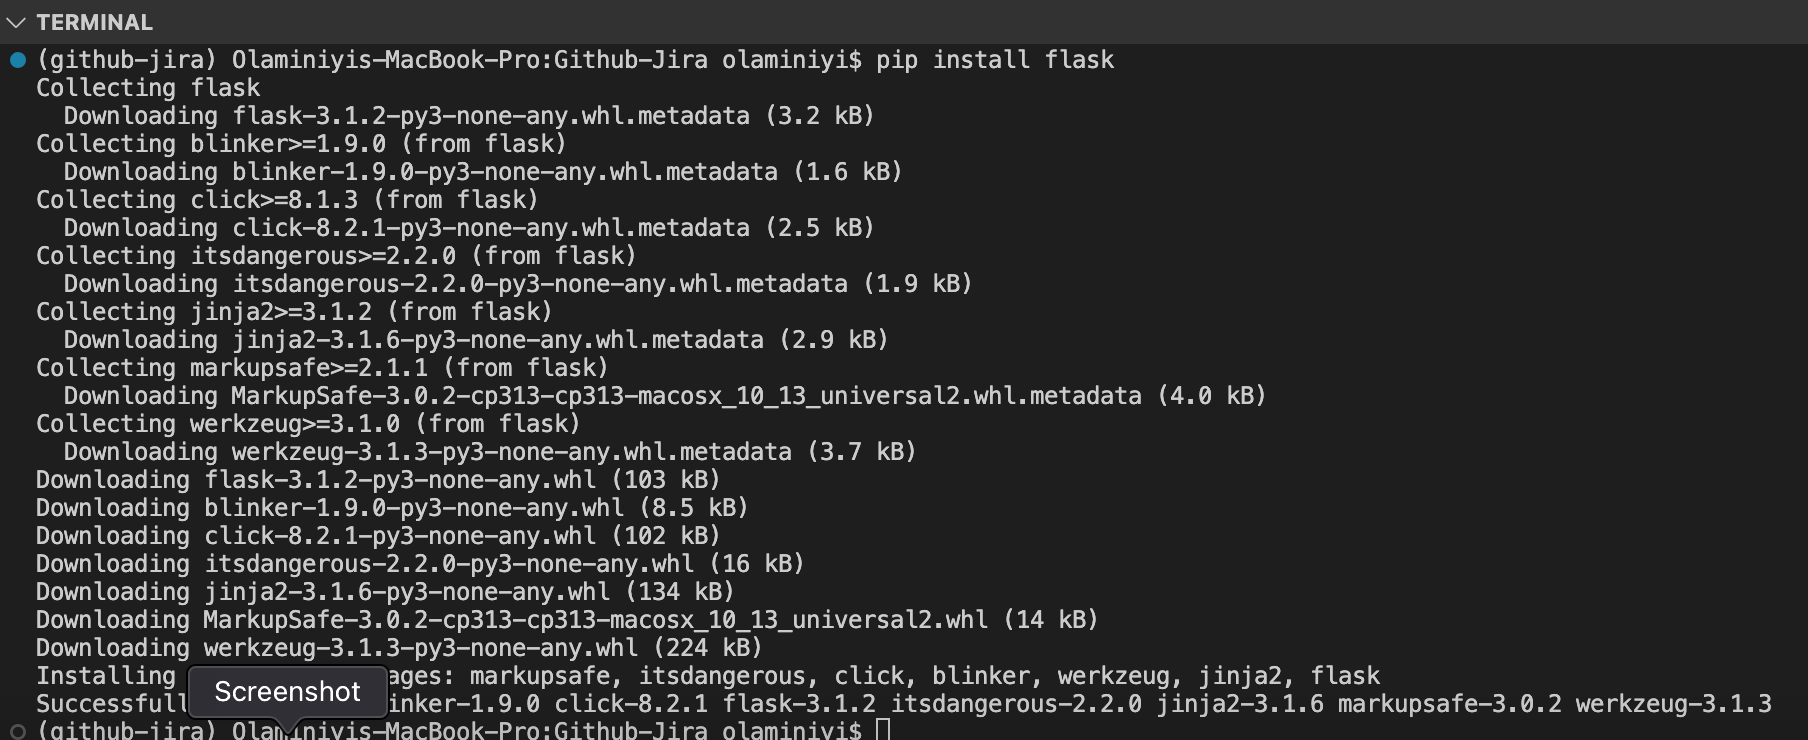 TERMINAL
(github-jira) Olaminiyis-MacBook-Pro:Github-Jira olaminiyi$ pip install flask
Collecting flask
Downloading flask-3.1.2-py3-none-any.whl.metadata (3.2 kB)
Collecting blinker>=1.9.0 (from flask)
Downloading blinker-1.9.0-py3-none-any.whl.metadata (1.6 kB)
Collecting click>=8.1.3 (from flask)
Downloading click-8.2.1-py3-none-any.whl.metadata (2.5 kB)
Collecting itsdangerous>=2.2.0 (from flask)
Downloading itsdangerous-2.2.0-py3-none-any.whl.metadata (1.9 kB)
Collecting jinja2>=3.1.2 (from flask)
Downloading jinja2-3.1.6-py3-none-any.whl.metadata (2.9 kB)
Collecting markupsafe>=2.1.1 (from flask)
Downloading MarkupSafe-3.0.2-cp313-cp313-macosx_10_13_universal2.whl.metadata (4.0 kB)
Collecting werkzeug>=3.1.0 (from flask)
Downloading werkzeug-3.1.3-py3-none-any.whl.metadata (3.7 kB)
Downloading flask-3.1.2-py3-none-any.whl (103 kB)
Downloading blinker-1.9.0-py3-none-any.whl (8.5 kB)
Downloading click-8.2.1-py3-none-any.whl (102 kB)
Downloading itsdangerous-2.2.0-py3-none-any.whl (16 kB)
Downloading jinja2-3.1.6-py3-none-any.whl (134 kB)
Downloading MarkupSafe-3.0.2-cp313-cp313-macosx_10_13_universal2.whl (14 kB)
Downloading werkzeug-3.1.3-py3-none-any.whl (224 kB)
Installing ages: markupsafe, itsdangerous, click, blinker, werkzeug, jinja2, flask
Screenshot
Successfull inker-1.9.0 click-8.2.1 flask-3.1.2 itsdangerous-2.2.0 jinja2-3.1.6 markupsafe-3.0.2 werkzeug-3.1.3
(github-jira) Olaminiyis-MacBook-Pro:Github-Jira olaminiyi$